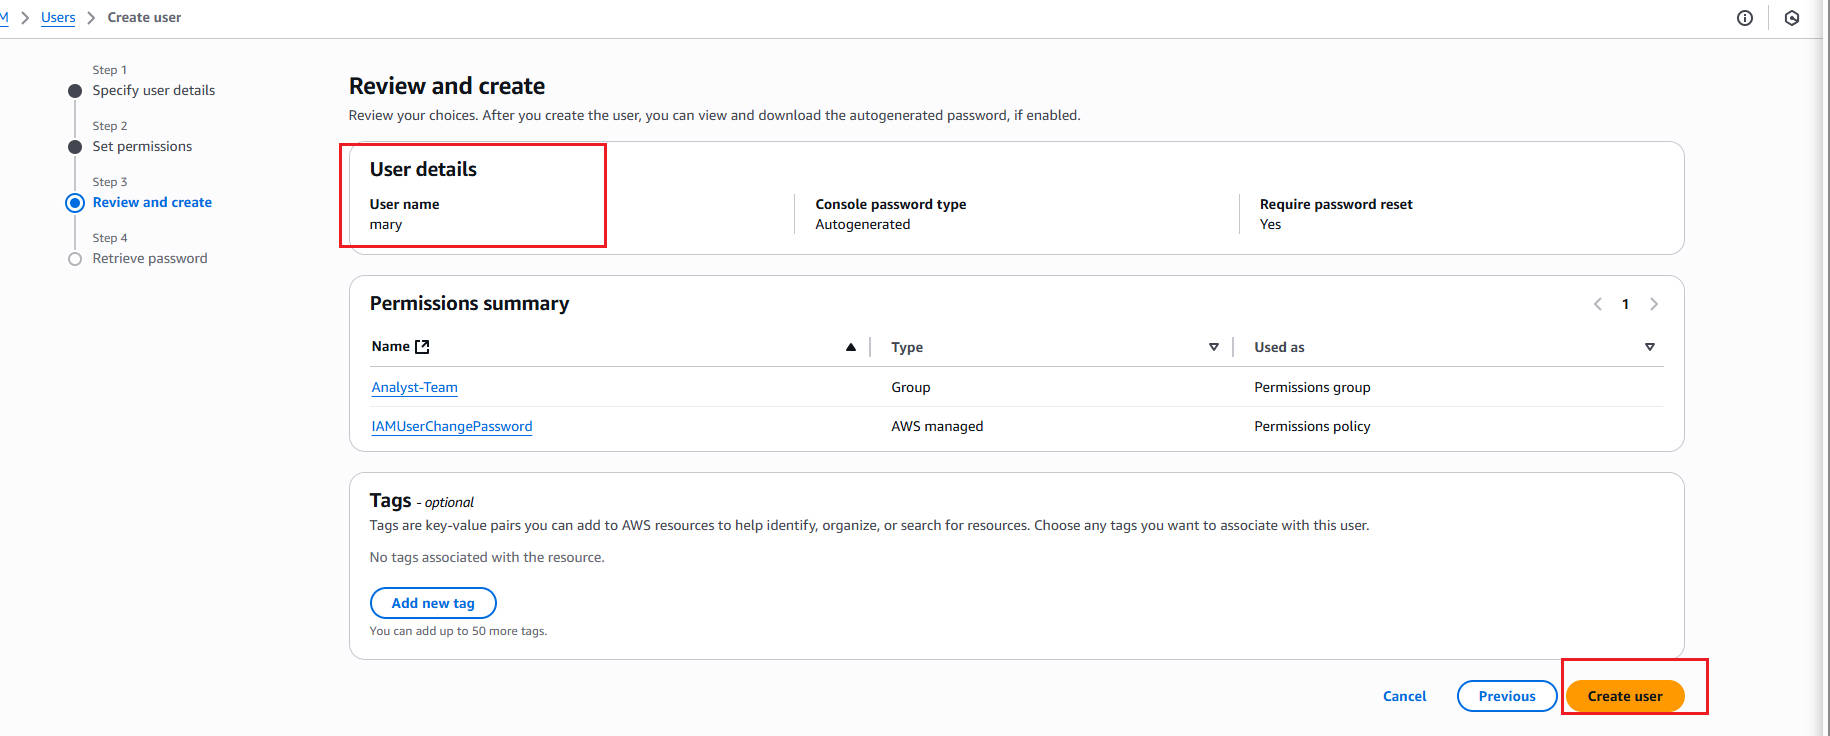 M > Users > Create user
Step 1
Specify user details
Step 2
Set permissions
Step 3
Review and create
Step 4
Retrieve password
Review and create
Review your choices. After you create the user, you can view and download the autogenerated password, if enabled.
User details
User name
mary
Console password type
Autogenerated
Require password reset
Yes
Permissions summary
1
Name
Type
Used as
Analyst-Team
Group
Permissions group
IAMUserChangePassword
AWS managed
Permissions policy
Tags - optional
Tags are key-value pairs you can add to AWS resources to help identify, organize, or search for resources. Choose any tags you want to associate with this user.
No tags associated with the resource.
Add new tag
You can add up to 50 more tags.
Cancel
Previous
Create user